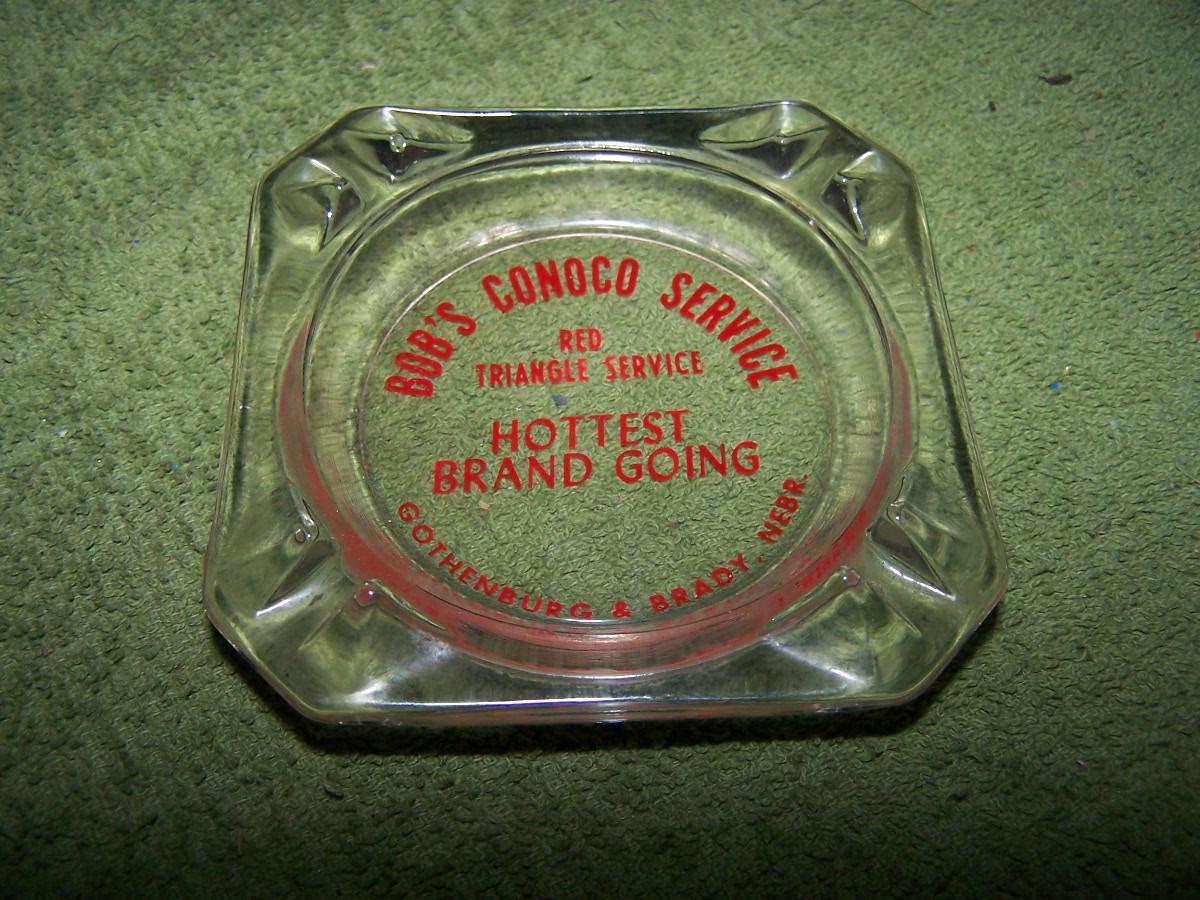 BOB'S CONOCO SERVICE
RED
TRIANGLE SERVICE
HOTTEST
BRAND GOING
GOTHENBURG & BRADY, NEBR.